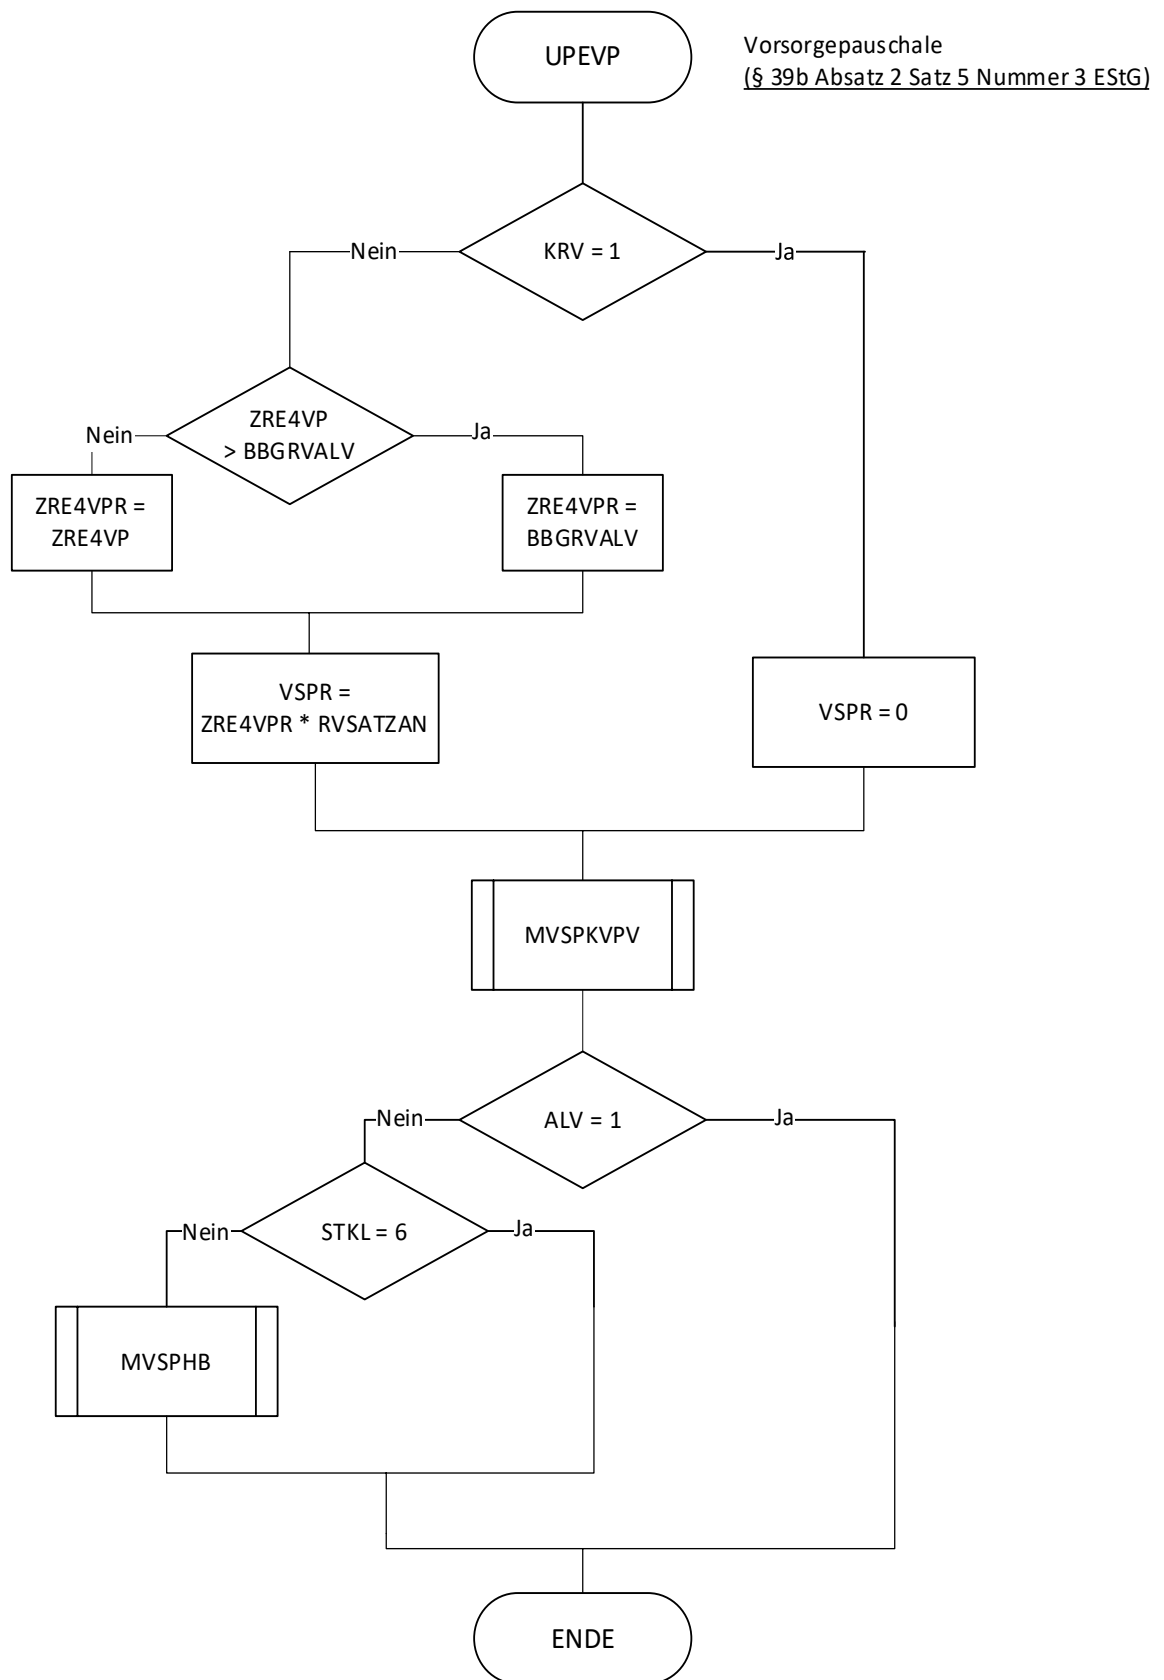 UPEVP
Vorsorgepauschale
(§ 39b Absatz 2 Satz 5 Nummer 3 EStG)
KRV = 1
Nein
Ja
ZRE4VP
> BBGRVALV
Nein
Ja
ZRE4VPR =
ZRE4VP
ZRE4VPR =
BBGRVALV
VSPR =
ZRE4VPR * RVSATZAN
VSPR = 0
MVSPKVPV
ALV = 1
Nein
Ja
STKL = 6
Nein
Ja
MVSPHB
ENDE